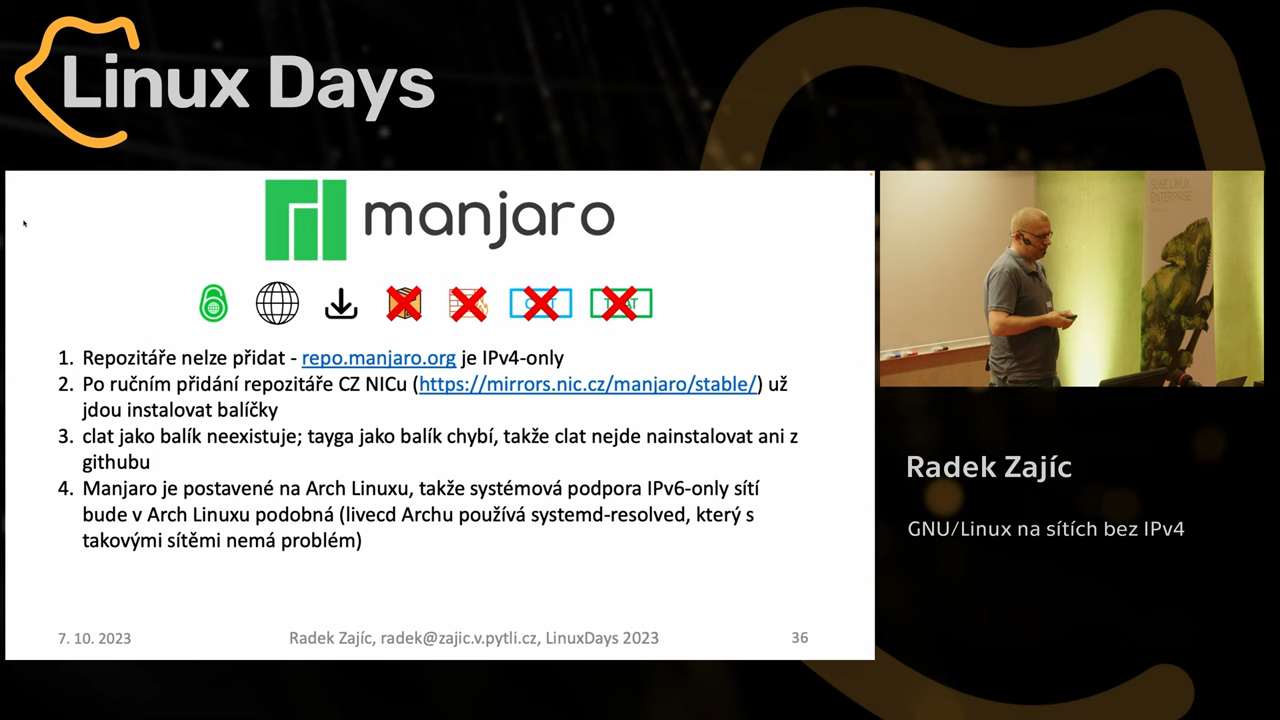 Linux Days
manjaro
1. Repozitáře nelze přidat - repo.manjaro.org je IPv4-only
2. Po ručním přidání repozitáře CZ NICu (https://mirrors.nic.cz/manjaro/stable/) už
jdou instalovat balíčky
3. clat jako balík neexistuje; tayga jako balík chybí, takže clat nejde nainstalovat ani z
githubu
4. Manjaro je postavené na Arch Linuxu, takže systémová podpora IPv6-only sítí
bude v Arch Linuxu podobná (livecd Archu používá systemd-resolved, který s
takovými sítěmi nemá problém)
7. 10. 2023
Radek Zajíc, radek@zajic.v.pytli.cz, LinuxDays 2023
36
SUSE LINUX
ENTERPRISE
Radek Zajíc
GNU/Linux na sítích bez IPv4